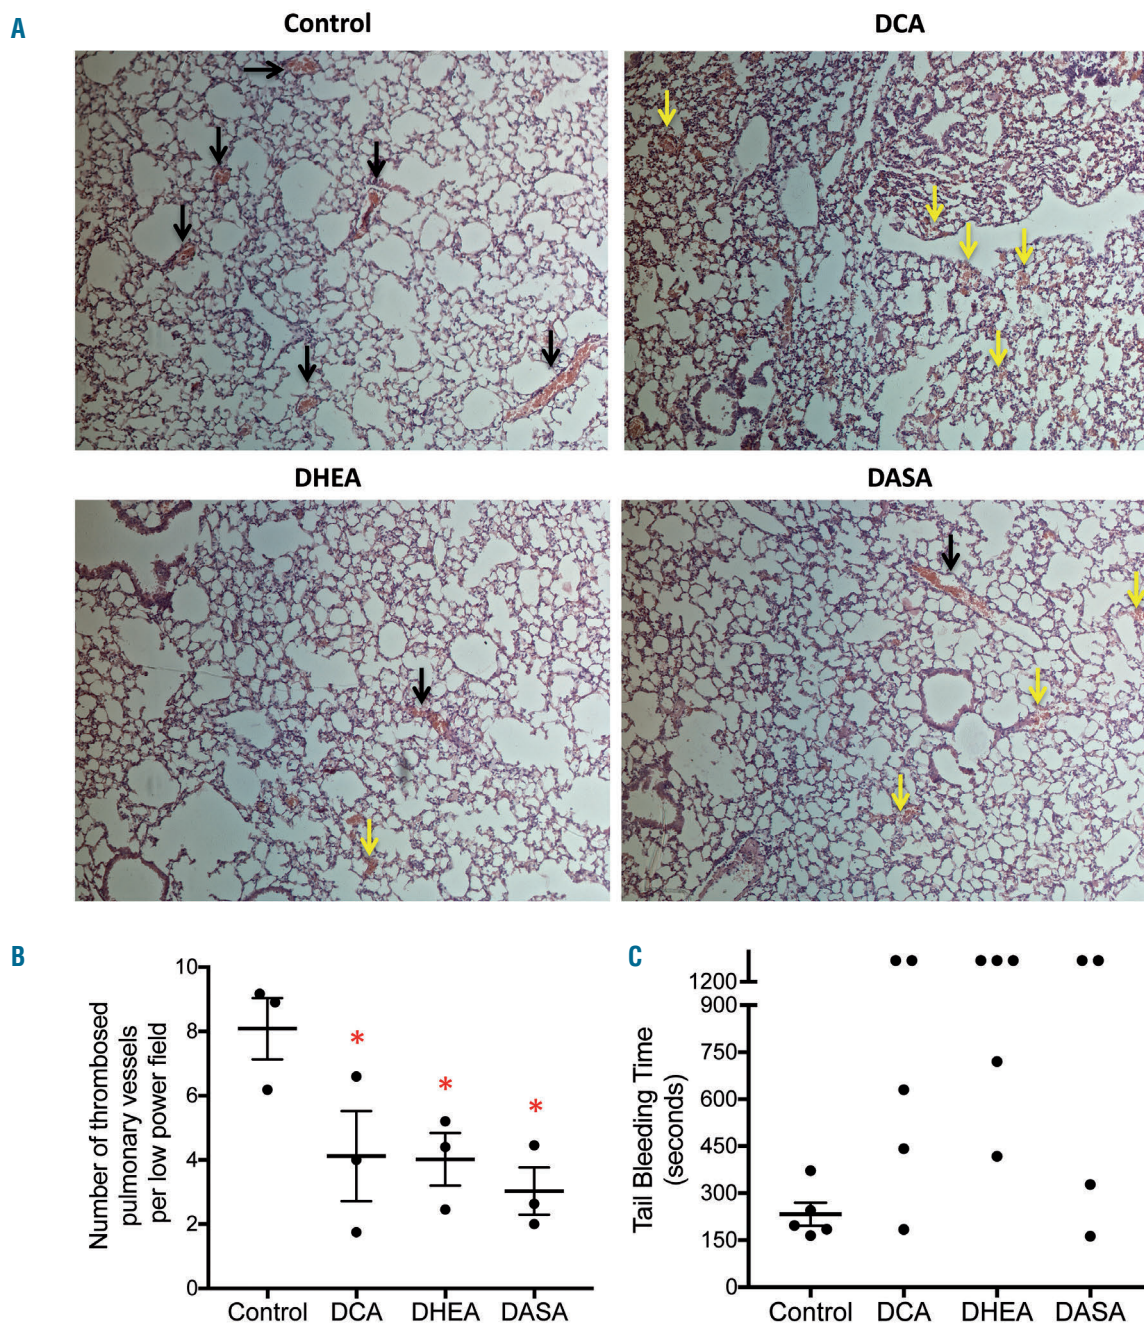 A
Control
DCA
DHEA
DASA
B
Number of thrombosed
pulmonary vessels
per low power field
10
8
6
4
2
0
*
*
*
Control
DCA
DHEA
DASA
C
Tail Bleeding Time
(seconds)
1200
900
750
600
450
300
150
0
Control
DCA
DHEA
DASA